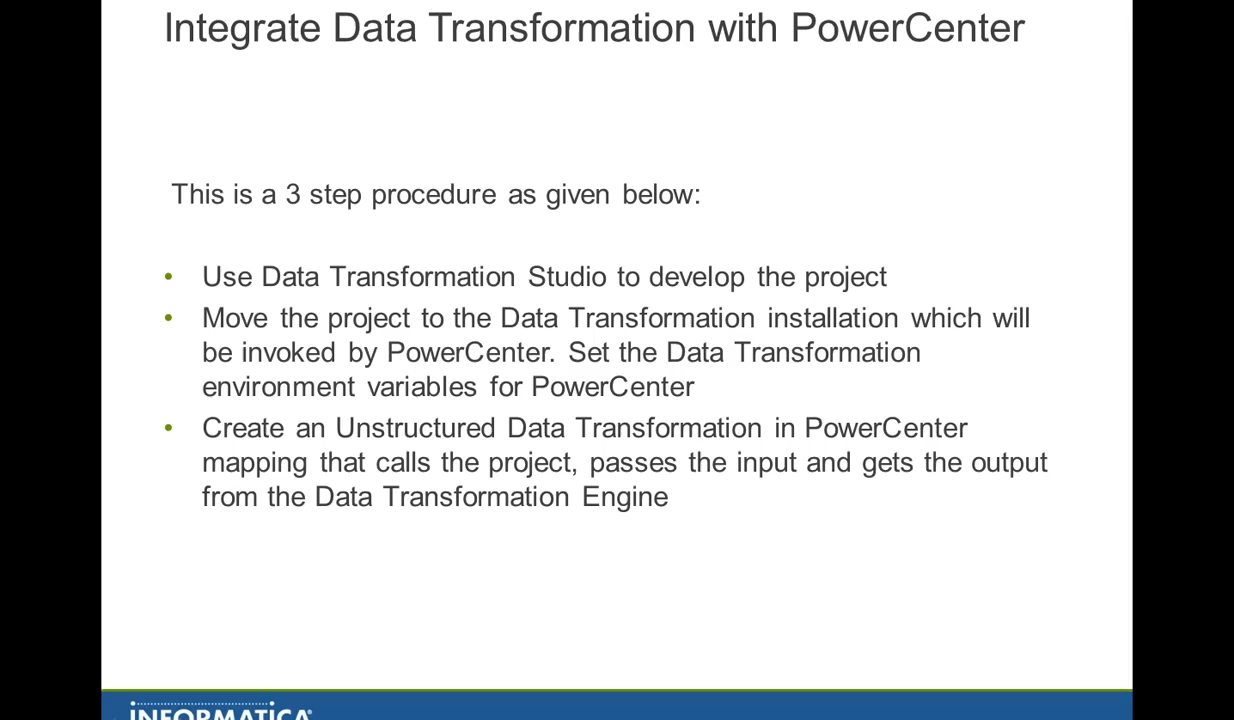 Integrate Data Transformation with PowerCenter
This is a 3 step procedure as given below:
• Use Data Transformation Studio to develop the project
• Move the project to the Data Transformation installation which will
be invoked by PowerCenter. Set the Data Transformation
environment variables for PowerCenter
• Create an Unstructured Data Transformation in PowerCenter
mapping that calls the project, passes the input and gets the output
from the Data Transformation Engine
INFORMATICA®